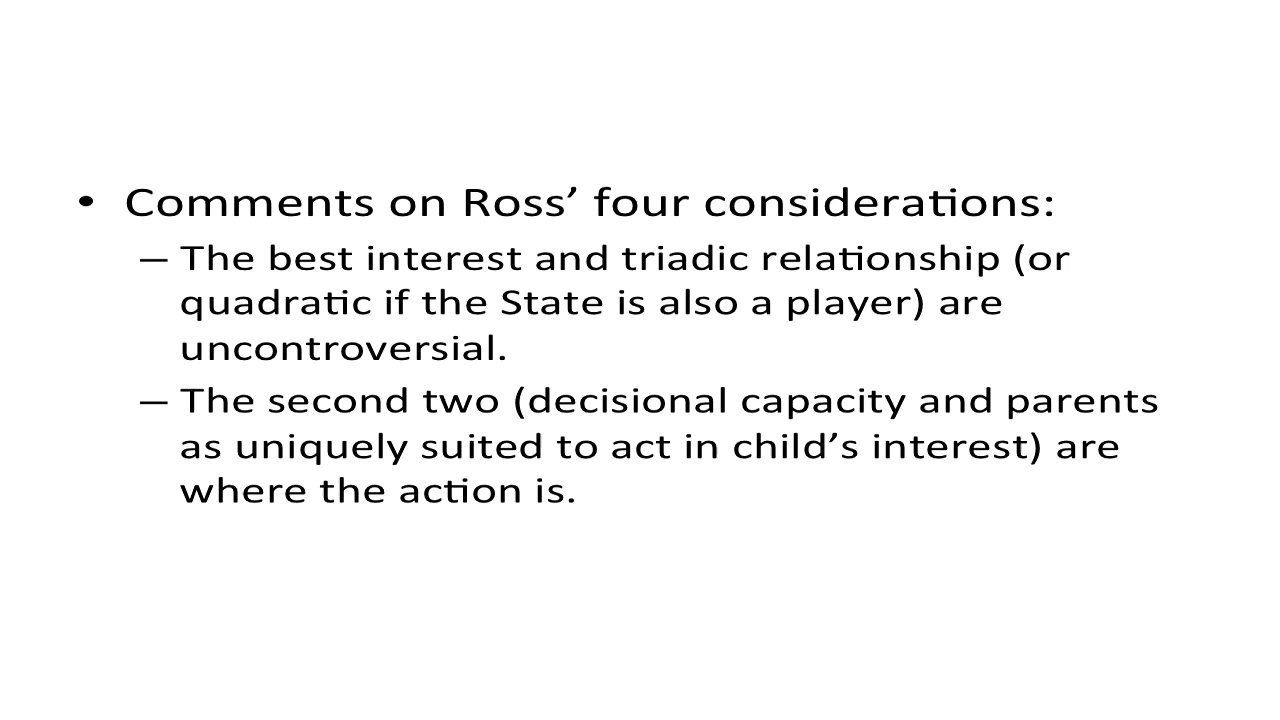 • Comments on Ross’ four considerations:
– The best interest and triadic relationship (or
quadratic if the State is also a player) are
uncontroversial.
– The second two (decisional capacity and parents
as uniquely suited to act in child’s interest) are
where the action is.